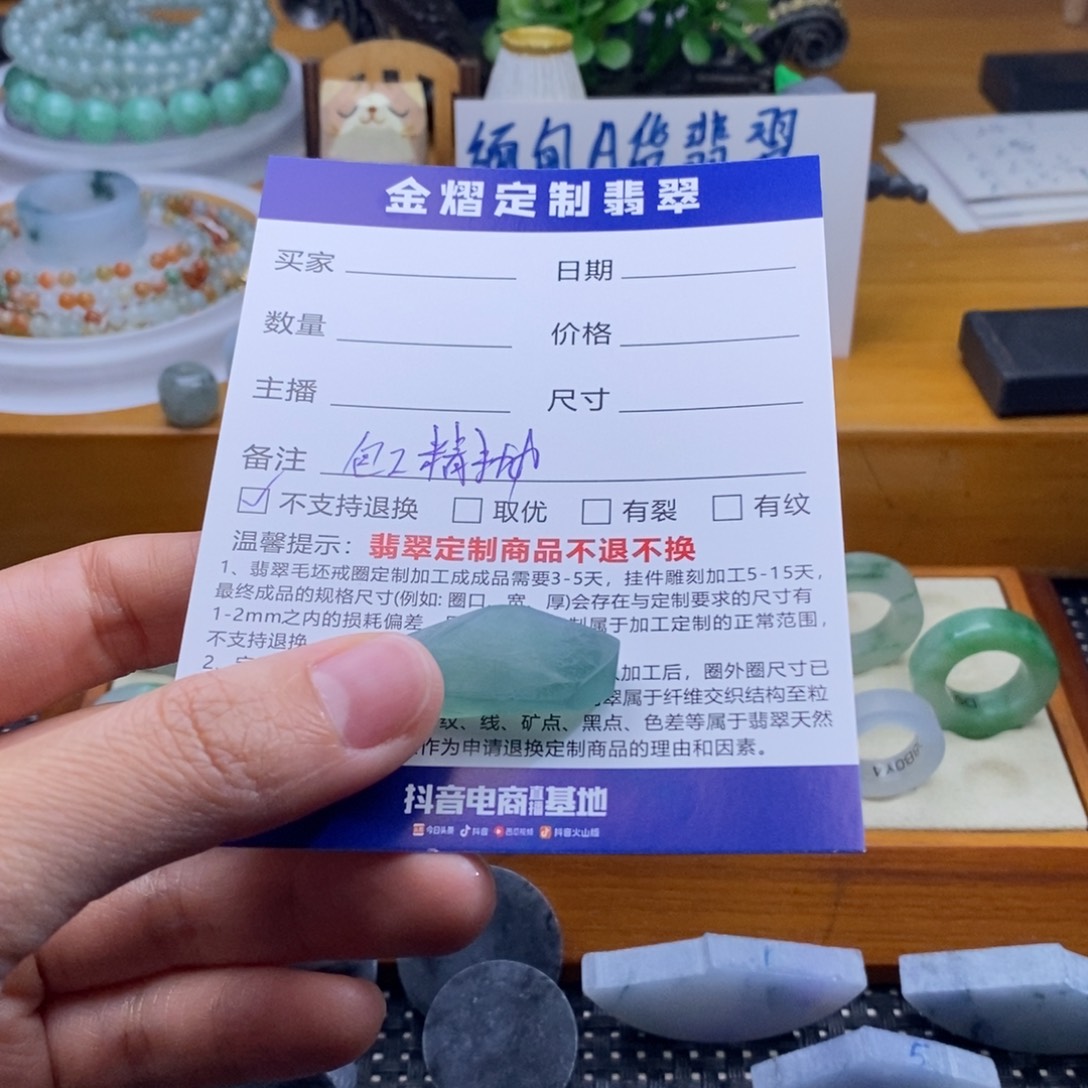 缅甸A货翡翠
金熠定制翡翠
买家 日期
数量 价格
主播 尺寸
备注 包工精
不支持退换 取优 有裂 有纹
温馨提示：翡翠定制商品不退不换
1、翡翠毛坯戒圈定制加工成成品需要3-5天，挂件雕刻加工5-15天，
最终成品的规格尺寸(例如: 圈口、宽、厚)会存在与定制要求的尺寸有
1-2mm之内的损耗偏差 制属于加工定制的正常范围，
不支持退换
2、 加工后，圈外圈尺寸已
翠属于纤维交织结构至粒
纹、线、矿点、黑点、色差等属于翡翠天然
作为申请退换定制商品的理由和因素。
抖音电商直播基地
今日头条 抖音 西瓜视频 抖音火山版
5